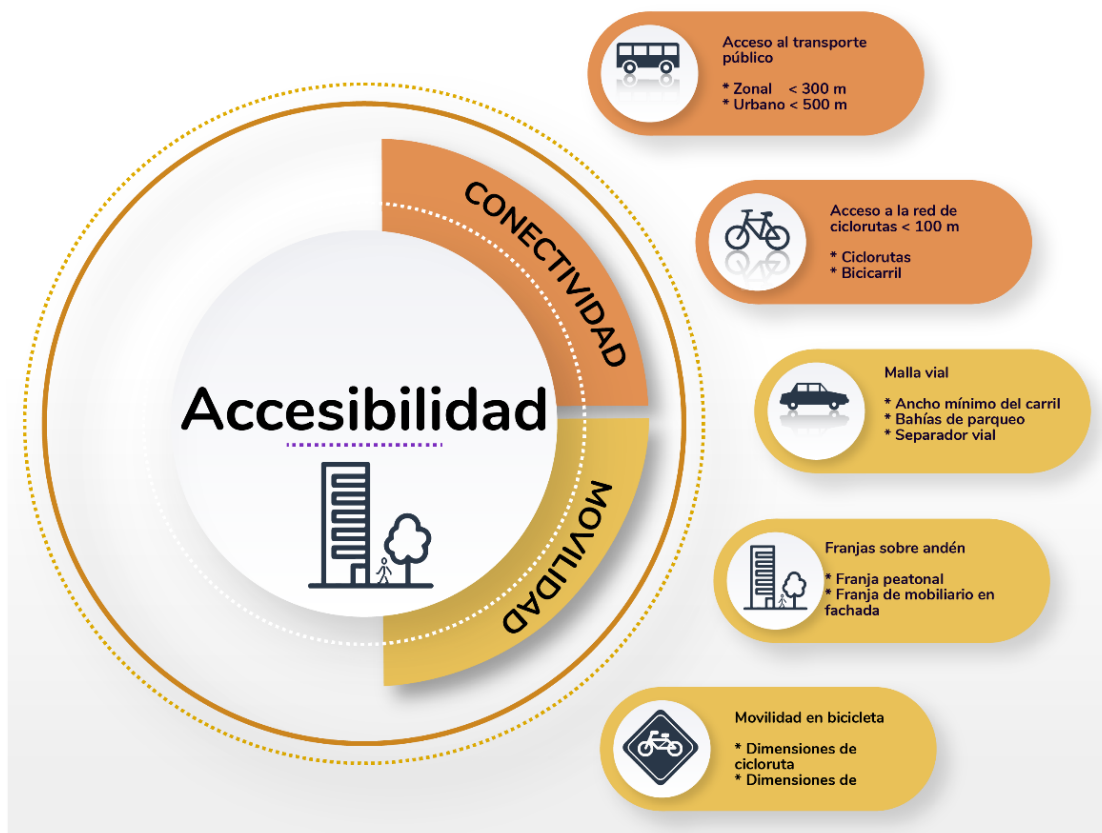 Acceso al transporte
público
* Zonal < 300 m
* Urbano < 500 m
CONECTIVIDAD
Acceso a la red de
ciclorutas < 100 m
* Ciclorutas
* Bicicarril
Accesibilidad
Malla vial
* Ancho mínimo del carril
* Bahías de parqueo
* Separador vial
MOVILIDAD
Franjas sobre andén
* Franja peatonal
* Franja de mobiliario en
fachada
Movilidad en bicicleta
* Dimensiones de
cicloruta
* Dimensiones de